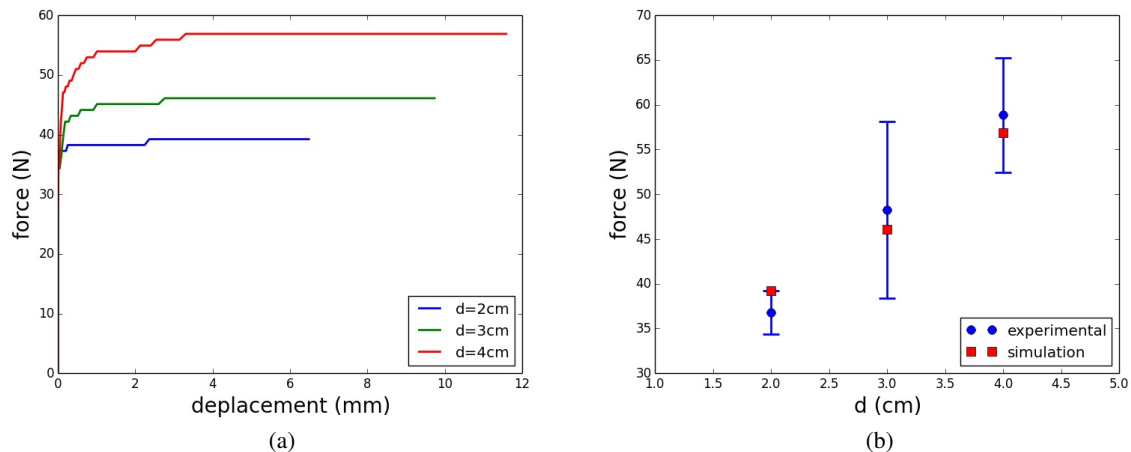 60
50
40
30
20
10
0
force (N)
d=2cm
d=3cm
d=4cm
0 2 4 6 8 10 12
deplacement (mm)
(a)
70
65
60
55
50
45
40
35
30
force (N)
experimental
simulation
1.0 1.5 2.0 2.5 3.0 3.5 4.0 4.5 5.0
d (cm)
(b)